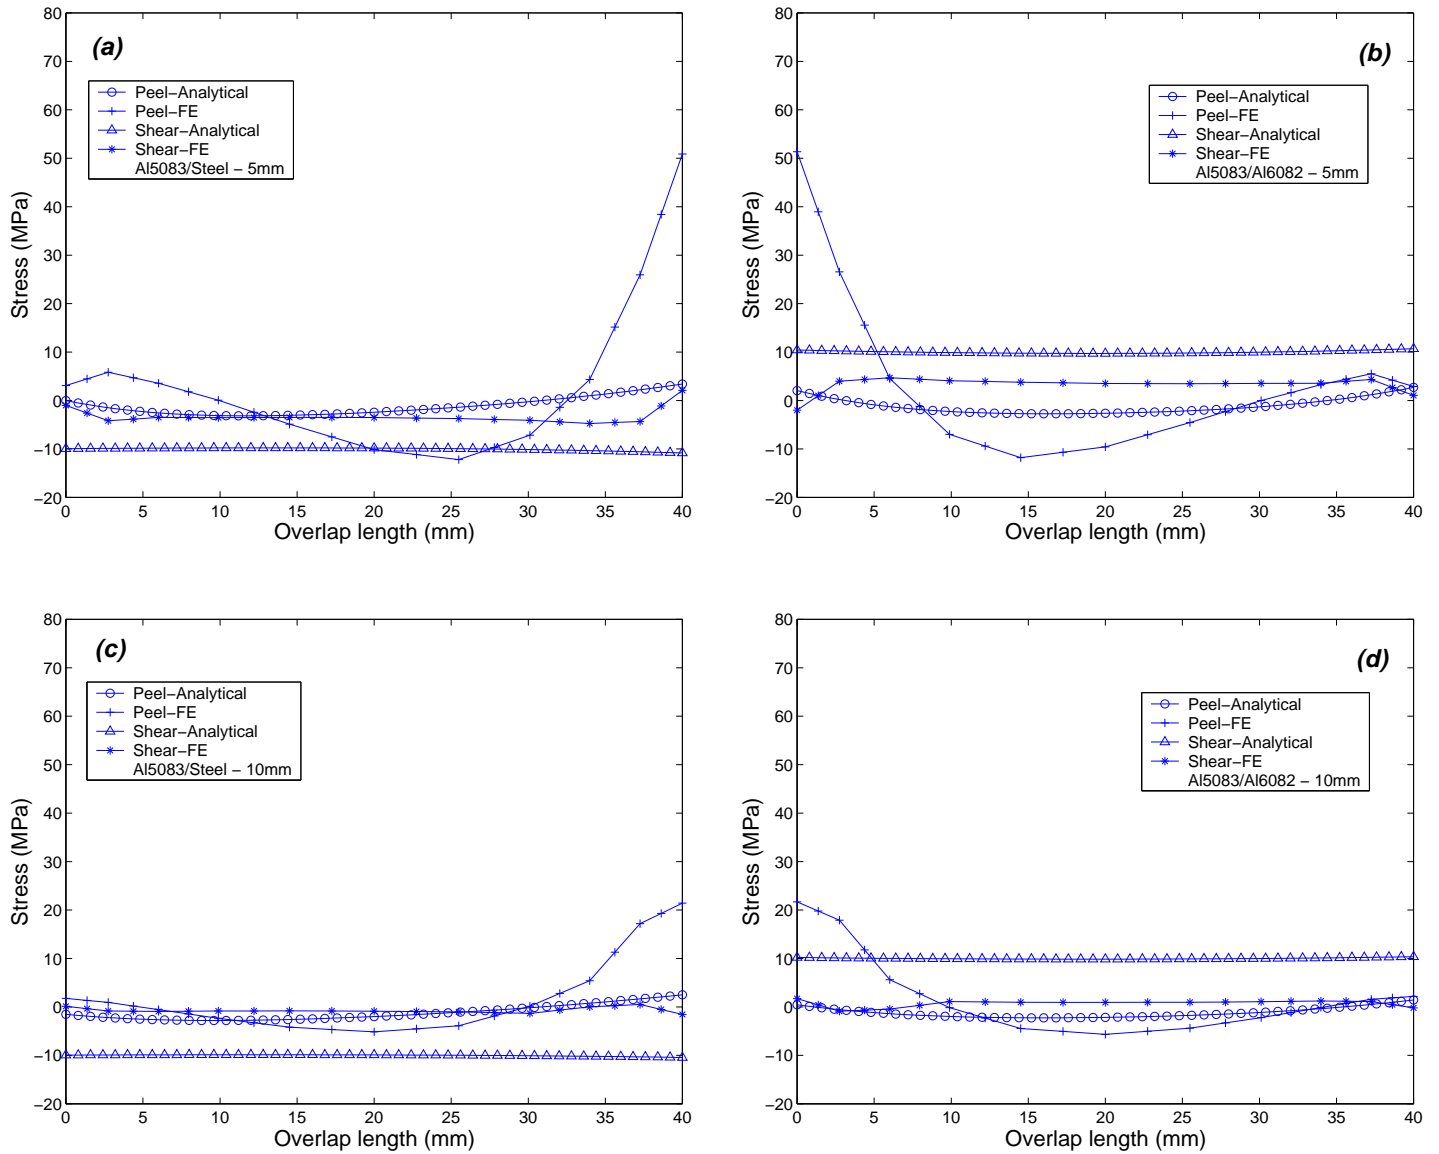 (a)
80
70
60
50
40
30
20
10
0
−10
−20
Stress (MPa)
Peel−Analytical
Peel−FE
Shear−Analytical
Shear−FE
Al5083/Steel − 5mm
0 5 10 15 20 25 30 35 40
Overlap length (mm)
(b)
80
70
60
50
40
30
20
10
0
−10
−20
Stress (MPa)
Peel−Analytical
Peel−FE
Shear−Analytical
Shear−FE
Al5083/Al6082 − 5mm
0 5 10 15 20 25 30 35 40
Overlap length (mm)
(c)
80
70
60
50
40
30
20
10
0
−10
−20
Stress (MPa)
Peel−Analytical
Peel−FE
Shear−Analytical
Shear−FE
Al5083/Steel − 10mm
0 5 10 15 20 25 30 35 40
Overlap length (mm)
(d)
80
70
60
50
40
30
20
10
0
−10
−20
Stress (MPa)
Peel−Analytical
Peel−FE
Shear−Analytical
Shear−FE
Al5083/Al6082 − 10mm
0 5 10 15 20 25 30 35 40
Overlap length (mm)